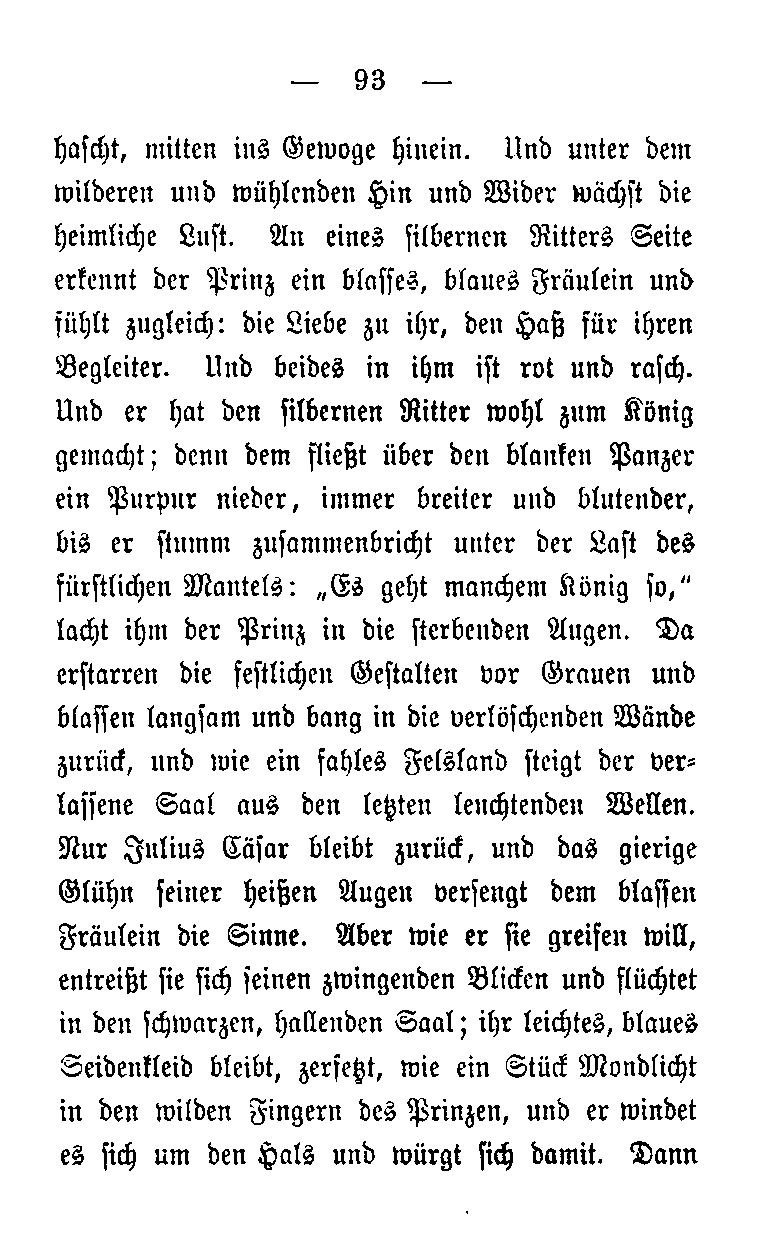 — 93 —
hascht, mitten ins Gewoge hinein. Und unter dem
wilderen und wühlenden Hin und Wider wächst die
heimliche Lust. An eines silbernen Ritters Seite
erkennt der Prinz ein blasses, blaues Fräulein und
fühlt zugleich: die Liebe zu ihr, den Haß für ihren
Begleiter. Und beides in ihm ist rot und rasch.
Und er hat den silbernen Ritter wohl zum König
gemacht; denn dem fließt über den blanken Panzer
ein Purpur nieder, immer breiter und blutender,
bis er stumm zusammenbricht unter der Last des
fürstlichen Mantels: „Es geht manchem König so,“
lacht ihm der Prinz in die sterbenden Augen. Da
erstarren die festlichen Gestalten vor Grauen und
blassen langsam und bang in die verlöschenden Wände
zurück, und wie ein fahles Felsland steigt der ver-
lassene Saal aus den letzten leuchtenden Wellen.
Nur Julius Cäsar bleibt zurück, und das gierige
Glühn seiner heißen Augen versengt dem blassen
Fräulein die Sinne. Aber wie er sie greifen will,
entreißt sie sich seinen zwingenden Blicken und flüchtet
in den schwarzen, hallenden Saal; ihr leichtes, blaues
Seidenkleid bleibt, zerfetzt, wie ein Stück Mondlicht
in den wilden Fingern des Prinzen, und er windet
es sich um den Hals und würgt sich damit. Dann